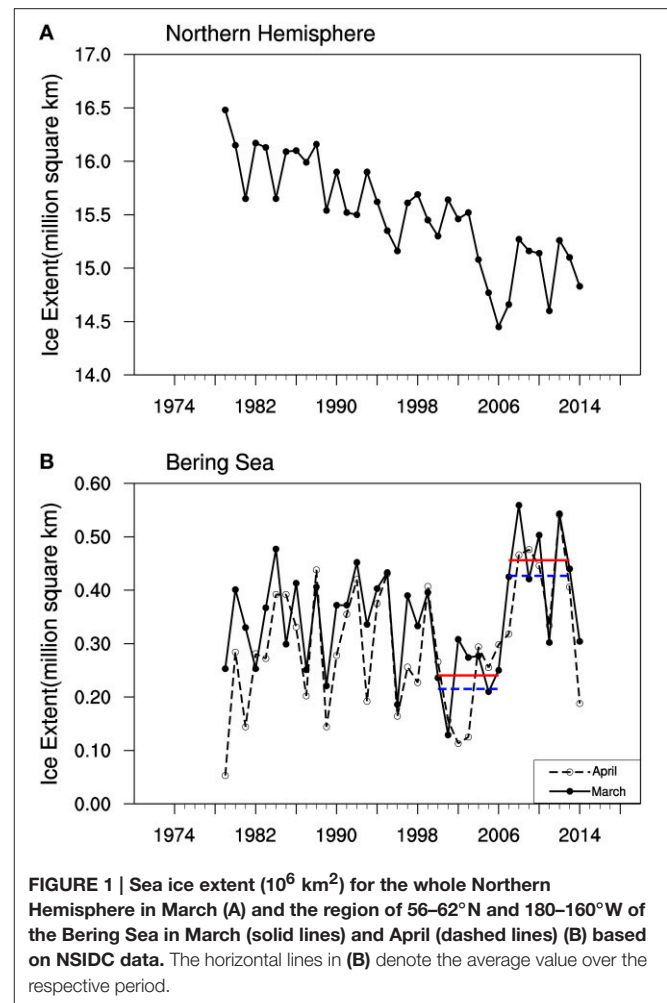 A Northern Hemisphere
17.0
16.5
16.0
15.5
15.0
14.5
14.0
Ice Extent(million square km)
1974 1982 1990 1998 2006 2014
B Bering Sea
0.60
0.50
0.40
0.30
0.20
0.10
0.00
Ice Extent(million square km)
April
March
1974 1982 1990 1998 2006 2014
FIGURE 1 | Sea ice extent (10⁶ km²) for the whole Northern
Hemisphere in March (A) and the region of 56–62°N and 180–160°W of
the Bering Sea in March (solid lines) and April (dashed lines) (B) based
on NSIDC data. The horizontal lines in (B) denote the average value over the
respective period.